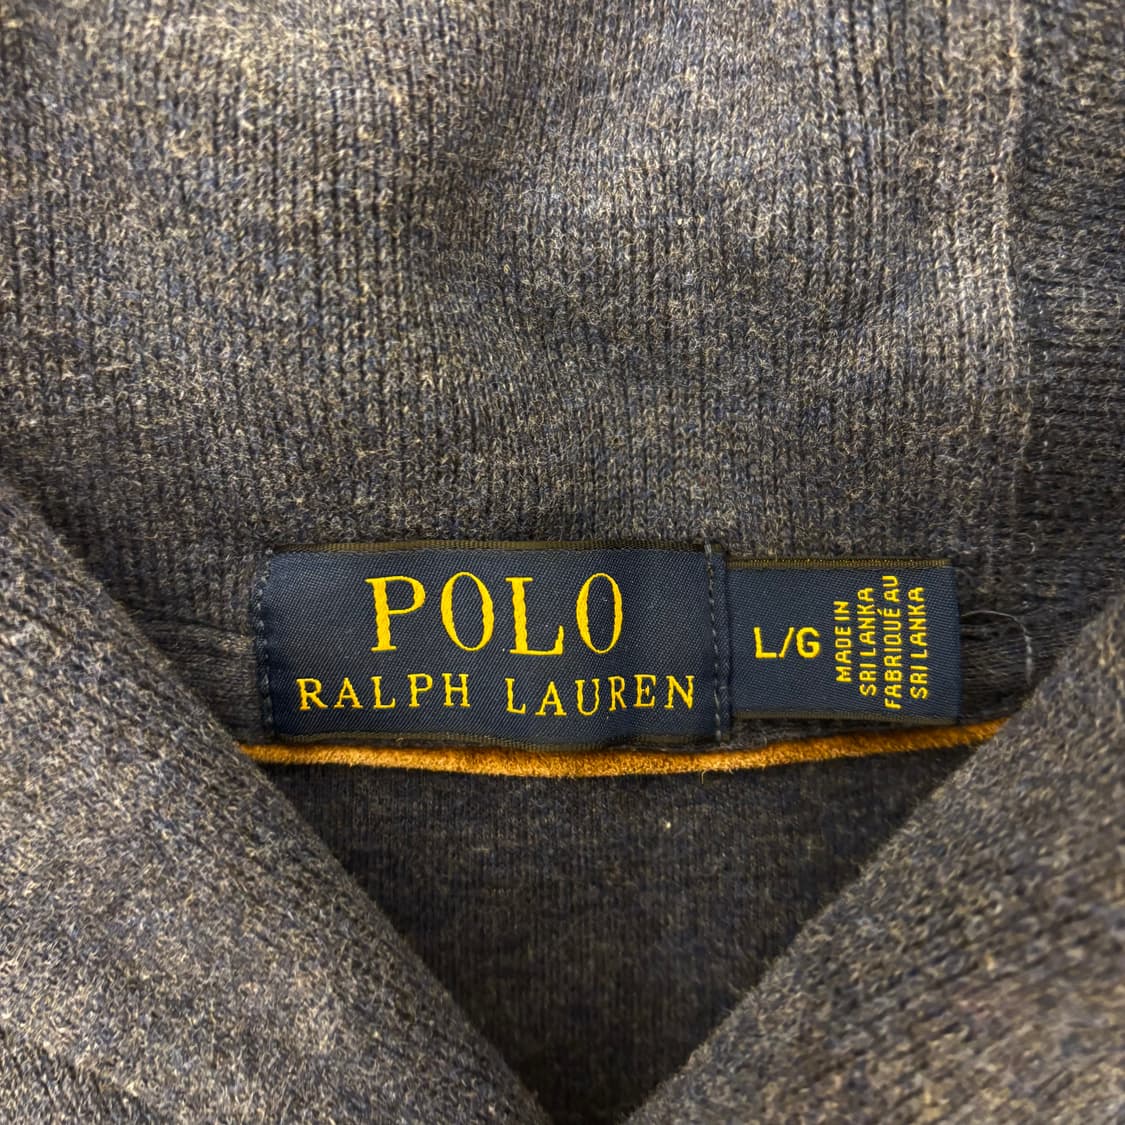 POLO
RALPH LAUREN
L/G
MADE IN
SRI LANKA
FABRIQUÉ AU
SRI LANKA